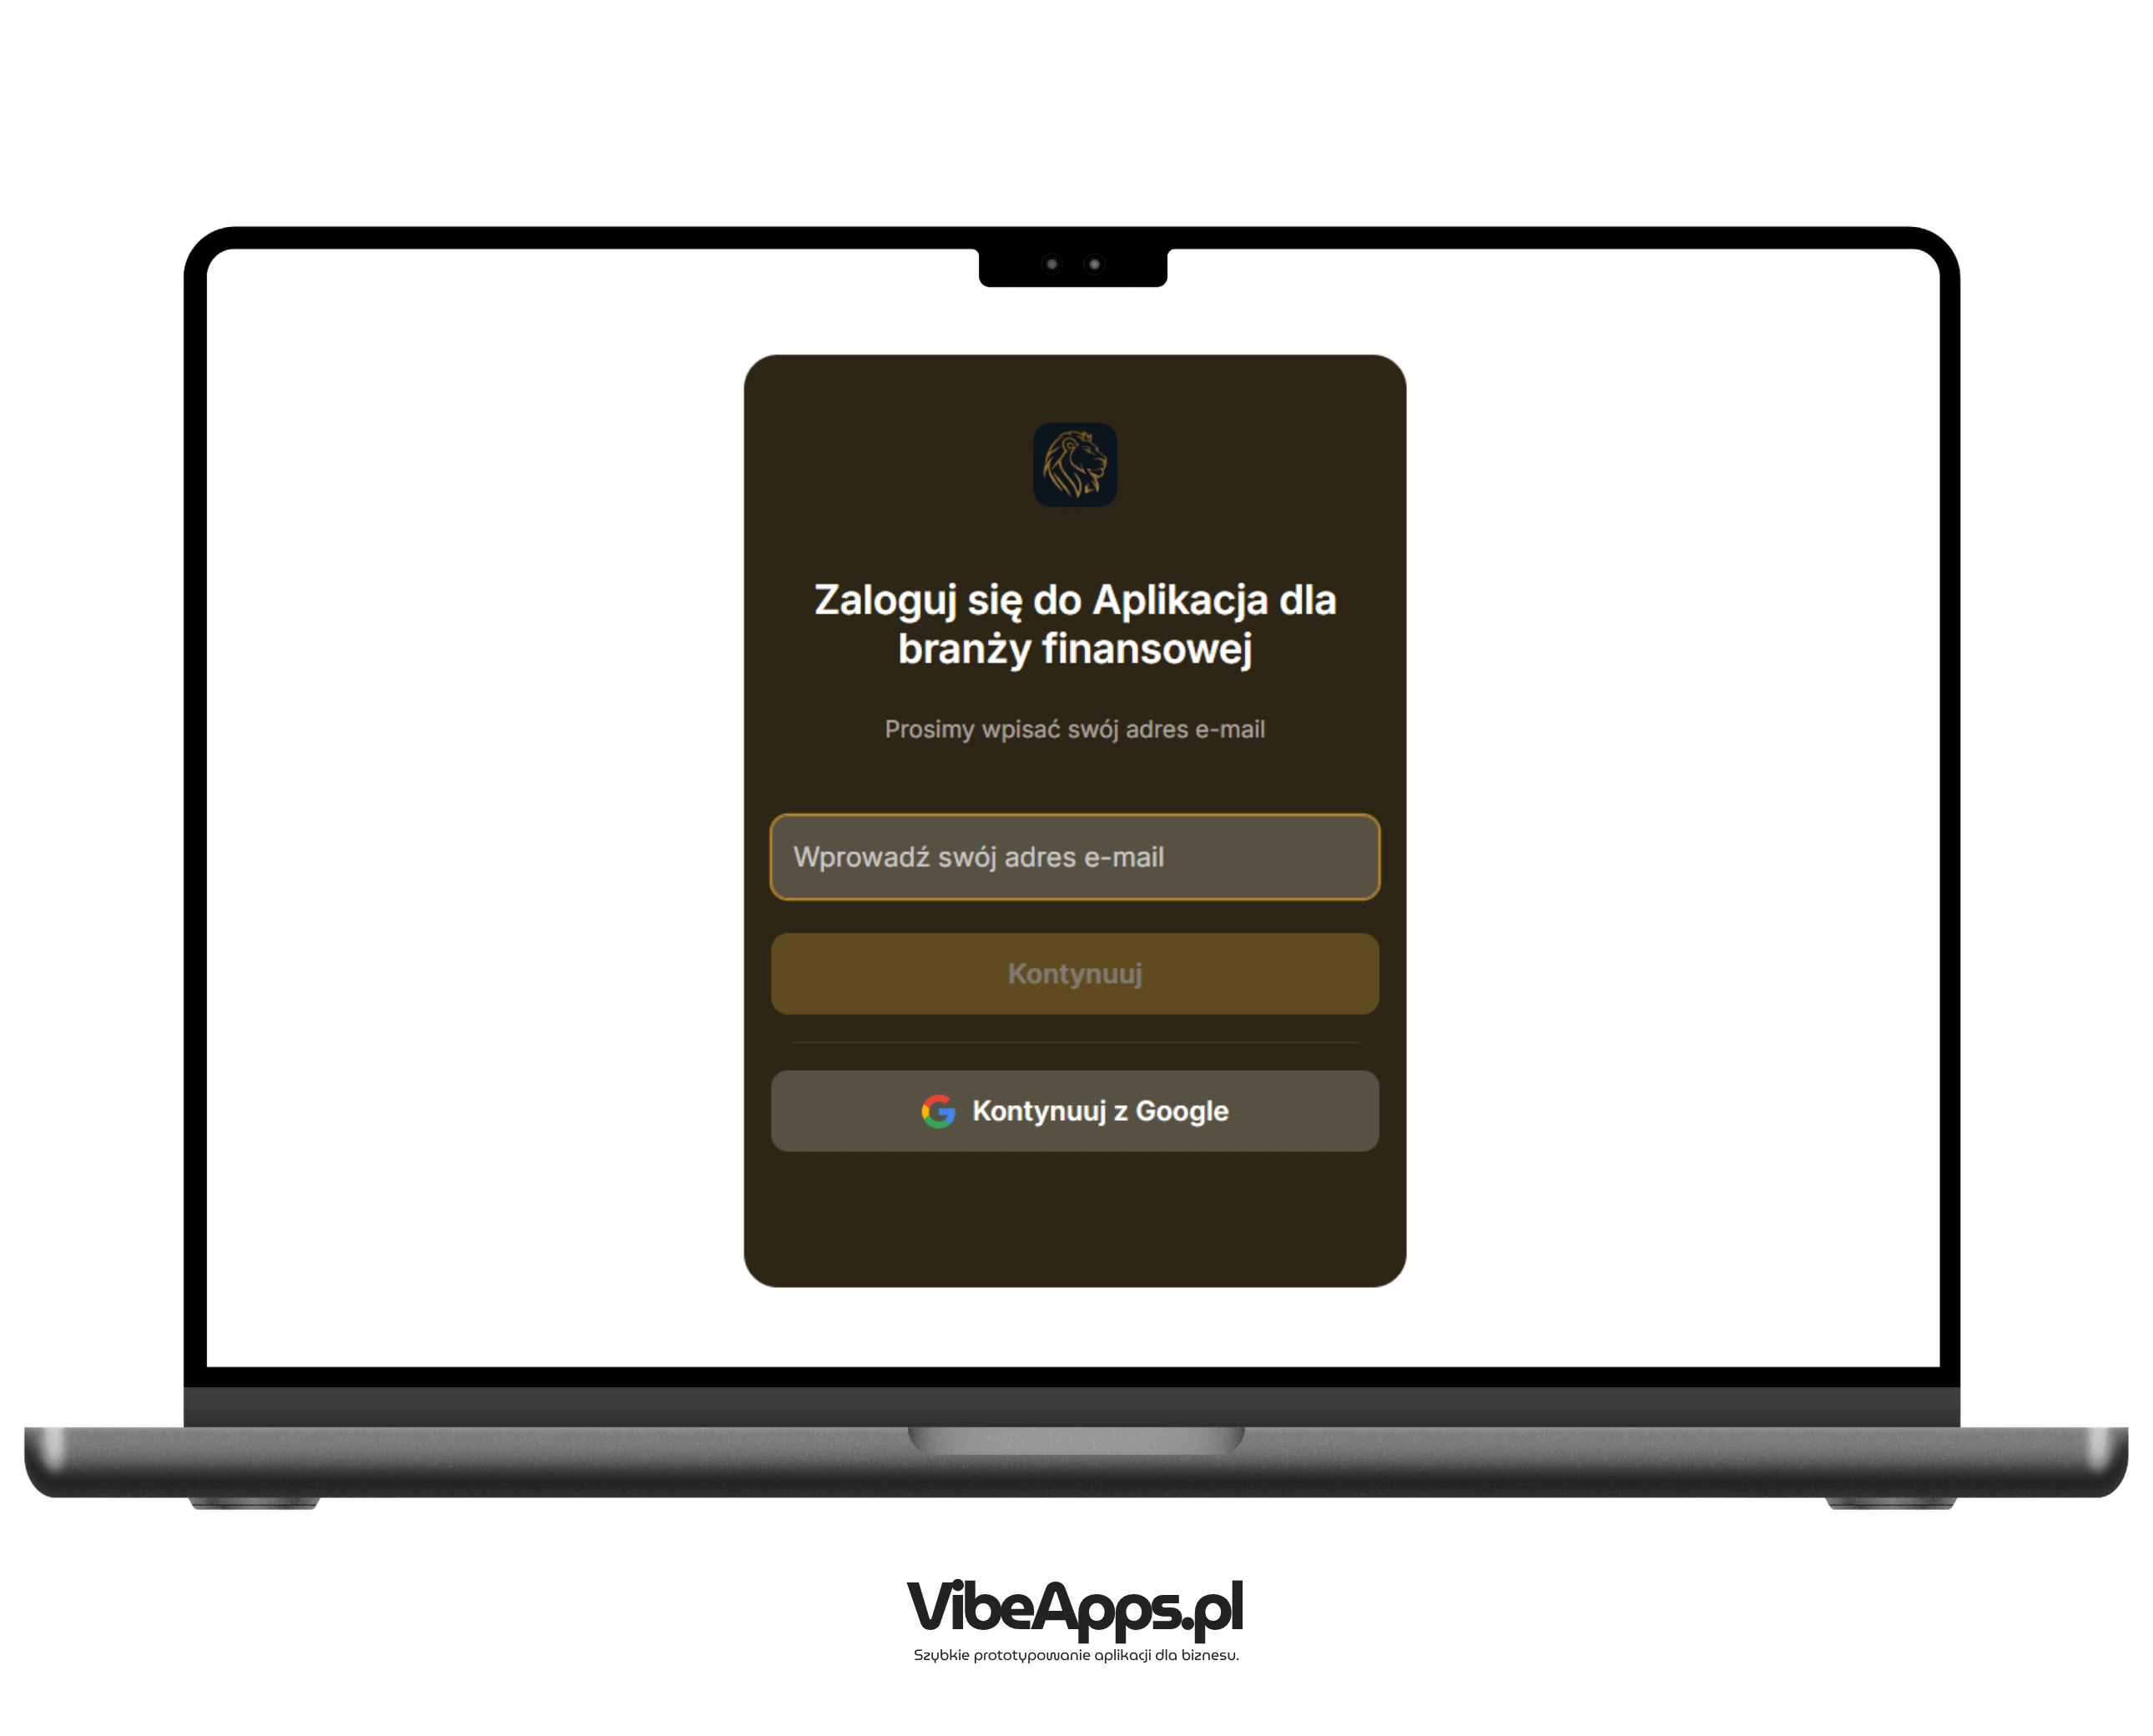 Zaloguj się do Aplikacja dla
branży finansowej
Prosimy wpisać swój adres e-mail
Wprowadź swój adres e-mail
Kontynuuj
Kontynuuj z Google
VibeApps.pl
Szybkie prototypowanie aplikacji dla biznesu.